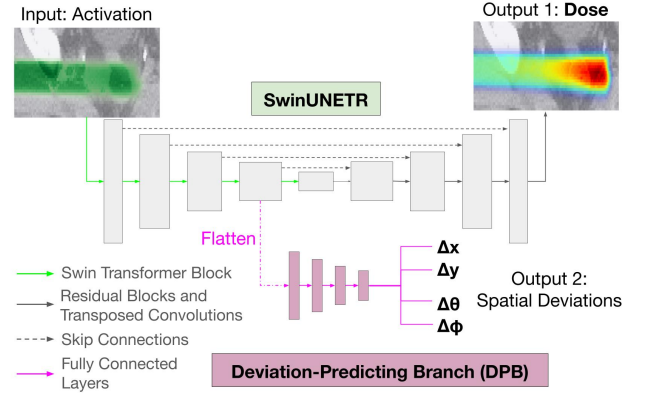 Input: Activation
Output 1: Dose
SwinUNETR
Flatten
Δx
Δy
Δθ
Δϕ
Output 2:
Spatial Deviations
Swin Transformer Block
Residual Blocks and
Transposed Convolutions
Skip Connections
Fully Connected
Layers
Deviation-Predicting Branch (DPB)